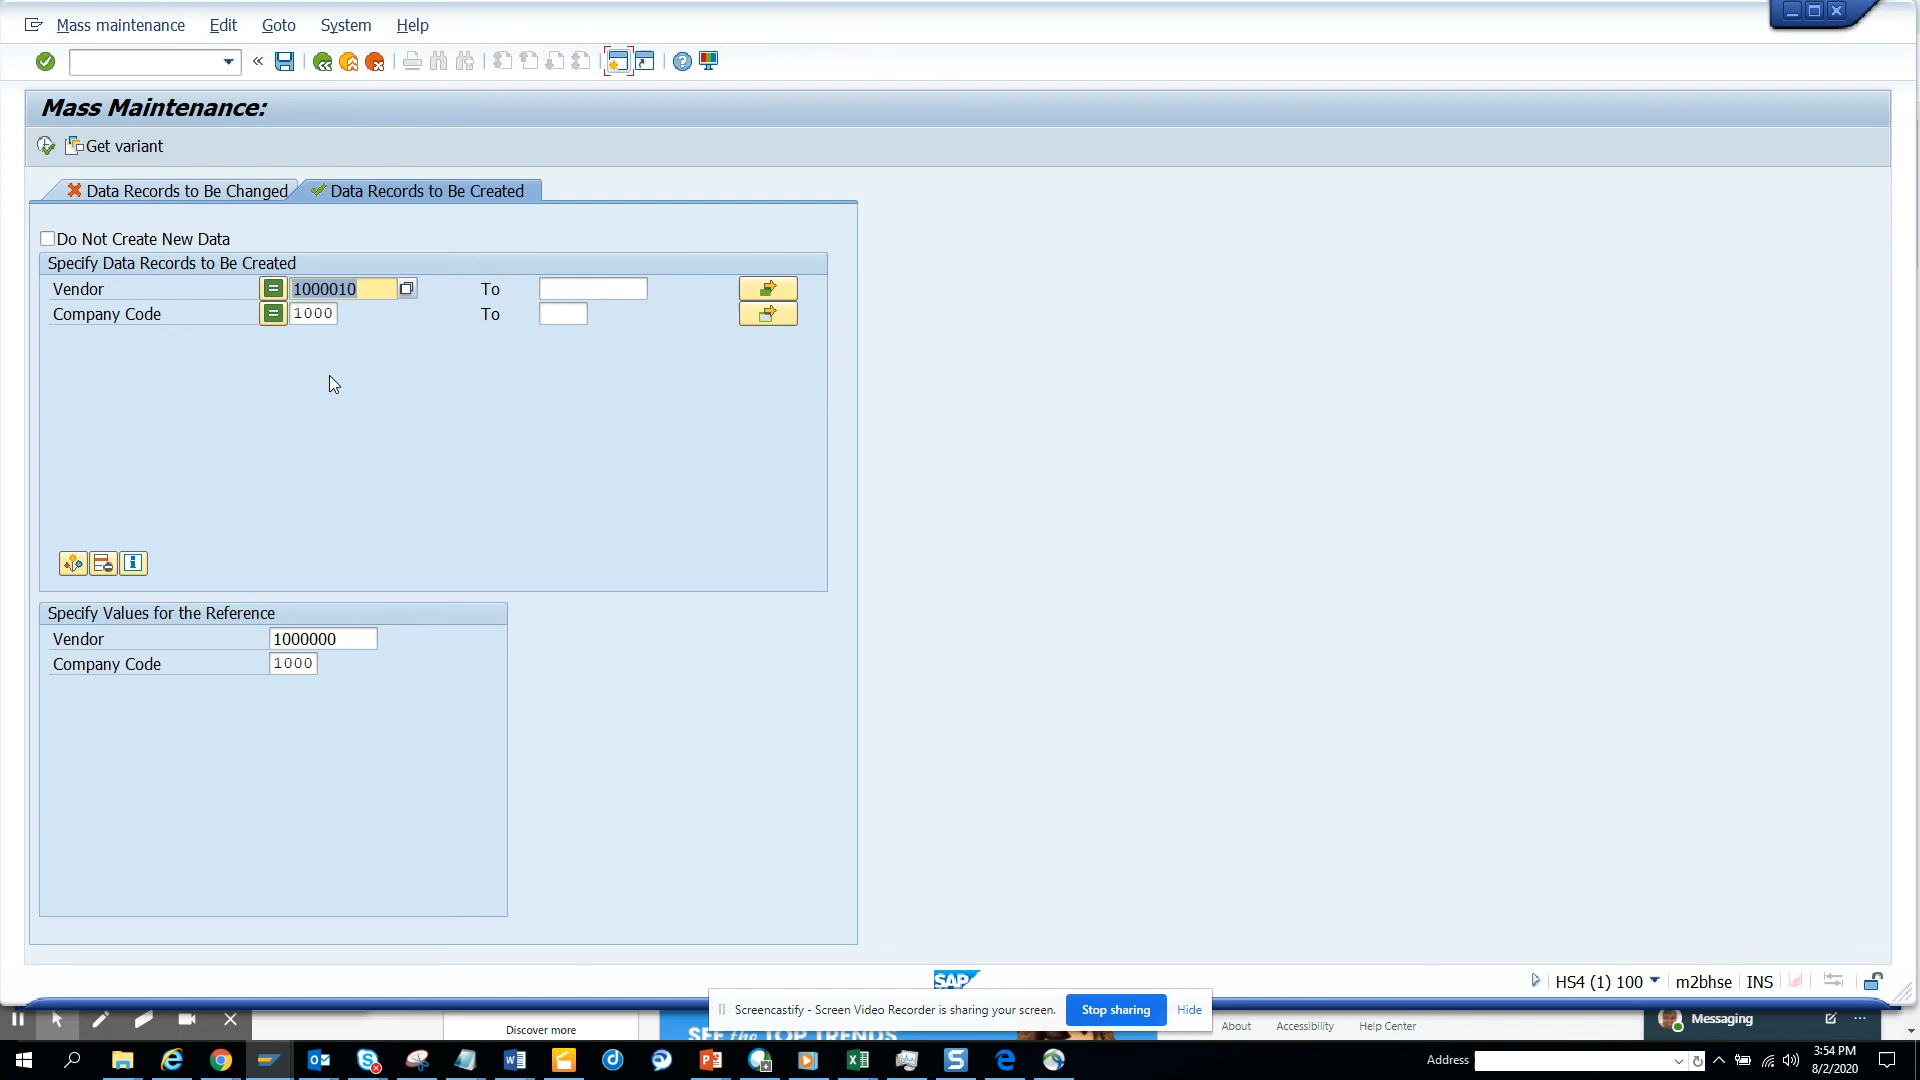 Mass maintenance Edit Goto System Help
Mass Maintenance:
Get variant
Data Records to Be Changed Data Records to Be Created
Do Not Create New Data
Specify Data Records to Be Created
Vendor 1000010 To
Company Code 1000 To
Specify Values for the Reference
Vendor 1000000
Company Code 1000
SAP
HS4 (1) 100 m2bhse INS
Screencastify - Screen Video Recorder is sharing your screen. Stop sharing Hide
Discover more
SEE the TOP TRENDS
About Accessibility Help Center
Messaging
Address
3:54 PM
8/2/2020